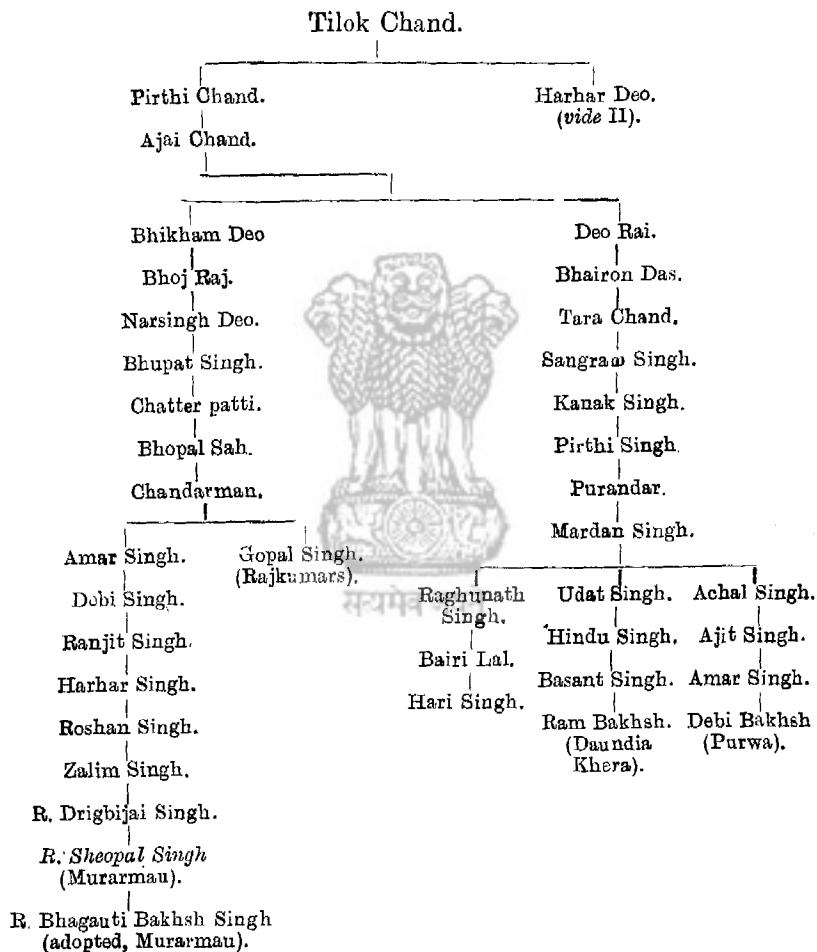 Tilok Chand.
Pirthi Chand. Harhar Deo.
(vide II).
Ajai Chand.
Bhikham Deo Deo Rai.
Bhoj Raj. Bhairon Das.
Narsingh Deo. Tara Chand.
Bhupat Singh. Sangram Singh.
Chatter patti. Kanak Singh.
Bhopal Sah. Pirthi Singh
Chandarman. Purandar.
Mardan Singh.
Amar Singh. Gopal Singh.
(Rajkumars).
Raghunath Singh. Udat Singh. Achal Singh.
Debi Singh.
Ranjit Singh. Hindu Singh. Ajit Singh.
Bairi Lal.
Harhar Singh. Basant Singh. Amar Singh.
Hari Singh.
Roshan Singh. Ram Bakhsh. Debi Bakhsh
(Daundia Khera). (Purwa).
Zalim Singh.
R. Drigbijai Singh.
R. Sheopal Singh
(Murarmau).
R. Bhagauti Bakhsh Singh
(adopted, Murarmau).
सत्यमेव